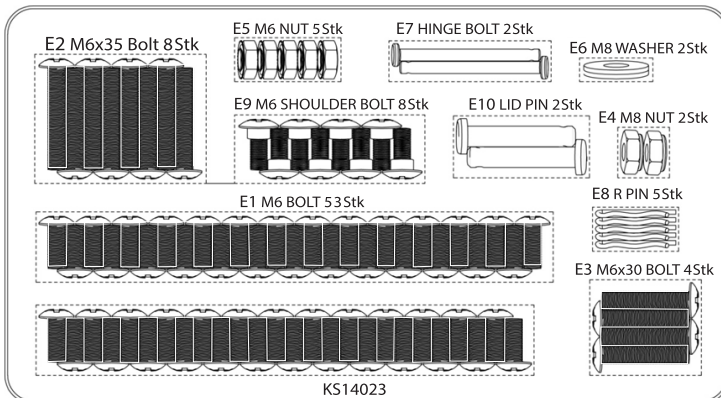 E2 M6x35 Bolt 8Stk
E5 M6 NUT 5Stk
E7 HINGE BOLT 2Stk
E6 M8 WASHER 2Stk
E9 M6 SHOULDER BOLT 8Stk
E10 LID PIN 2Stk
E4 M8 NUT 2Stk
E8 R PIN 5Stk
E1 M6 BOLT 53Stk
E3 M6x30 BOLT 4Stk
KS14023